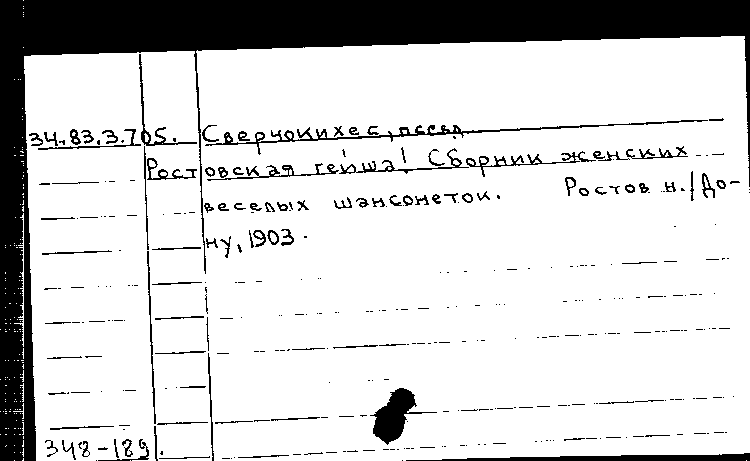 34.83.3.705. Сверчокихес, псевд.
Ростовская гейша! Сборник женских
веселых шансонеток. Ростов н./До-
ну, 1903.
348-189.